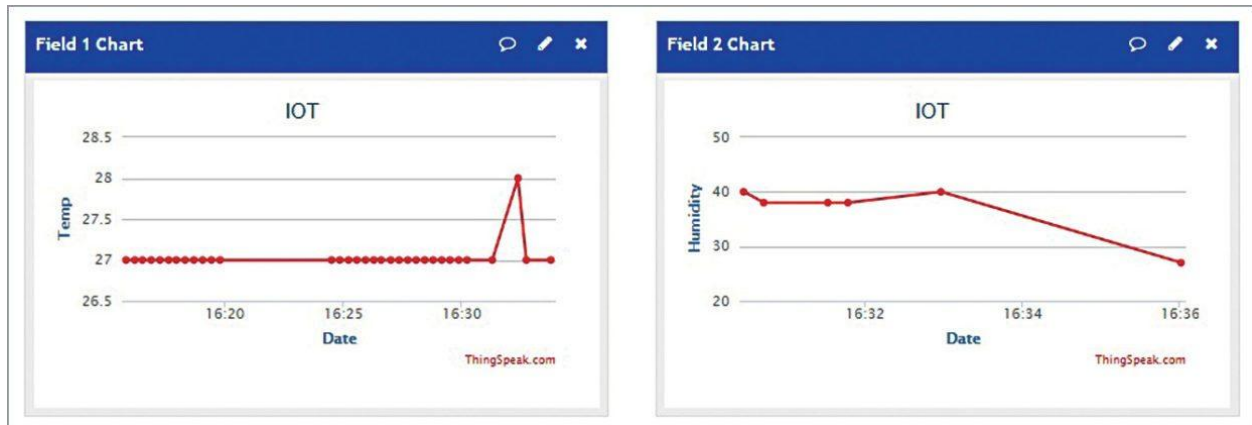 Field 1 Chart
IOT
28.5
28
27.5
27
26.5
Temp
16:20 16:25 16:30
Date
ThingSpeak.com
Field 2 Chart
IOT
50
40
30
20
Humidity
16:32 16:34 16:36
Date
ThingSpeak.com